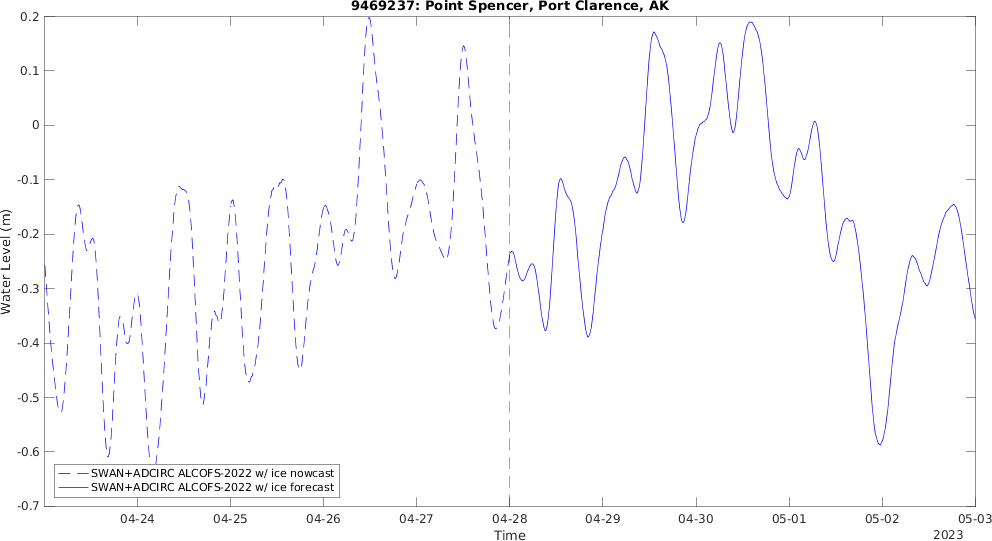 9469237: Point Spencer, Port Clarence, AK
0.2
0.1
0
-0.1
-0.2
-0.3
-0.4
-0.5
-0.6
-0.7
Water Level (m)
SWAN+ADCIRC ALCOFS-2022 w/ ice nowcast
SWAN+ADCIRC ALCOFS-2022 w/ ice forecast
04-24 04-25 04-26 04-27 04-28 04-29 04-30 05-01 05-02 05-03
Time
2023